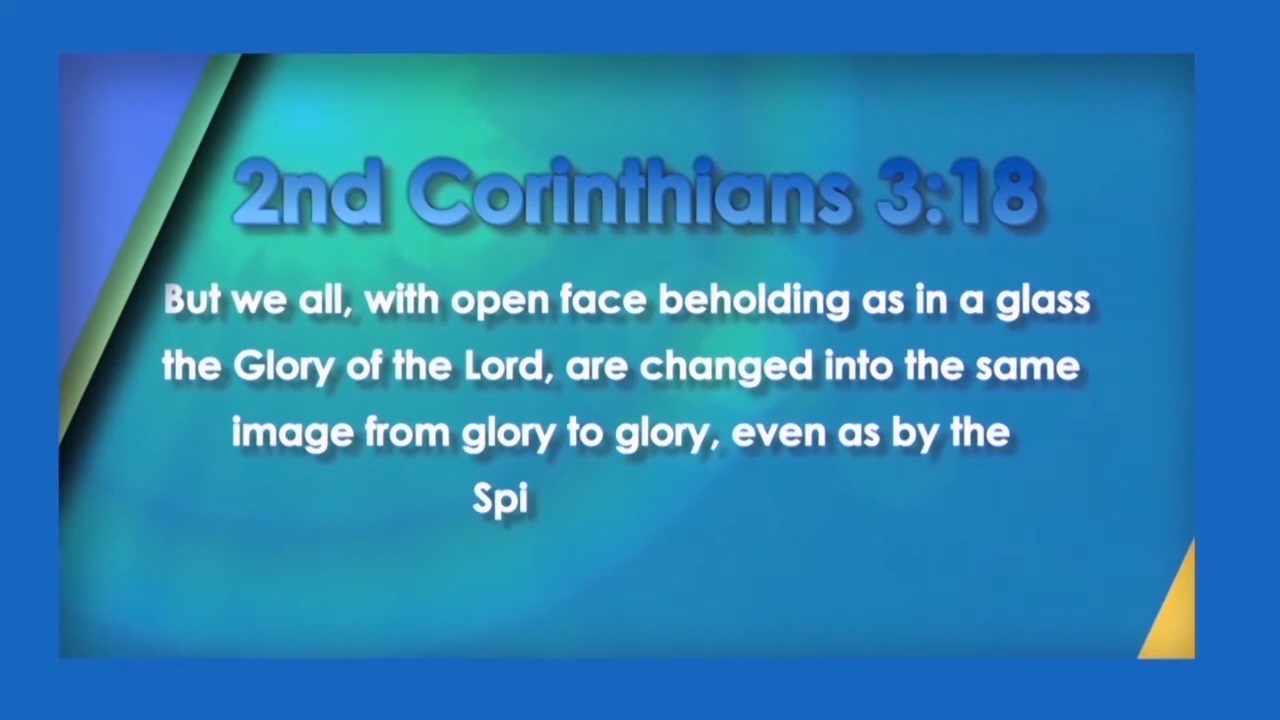 2nd Corinthians 3:18
But we all, with open face beholding as in a glass
the Glory of the Lord, are changed into the same
image from glory to glory, even as by the
Spi